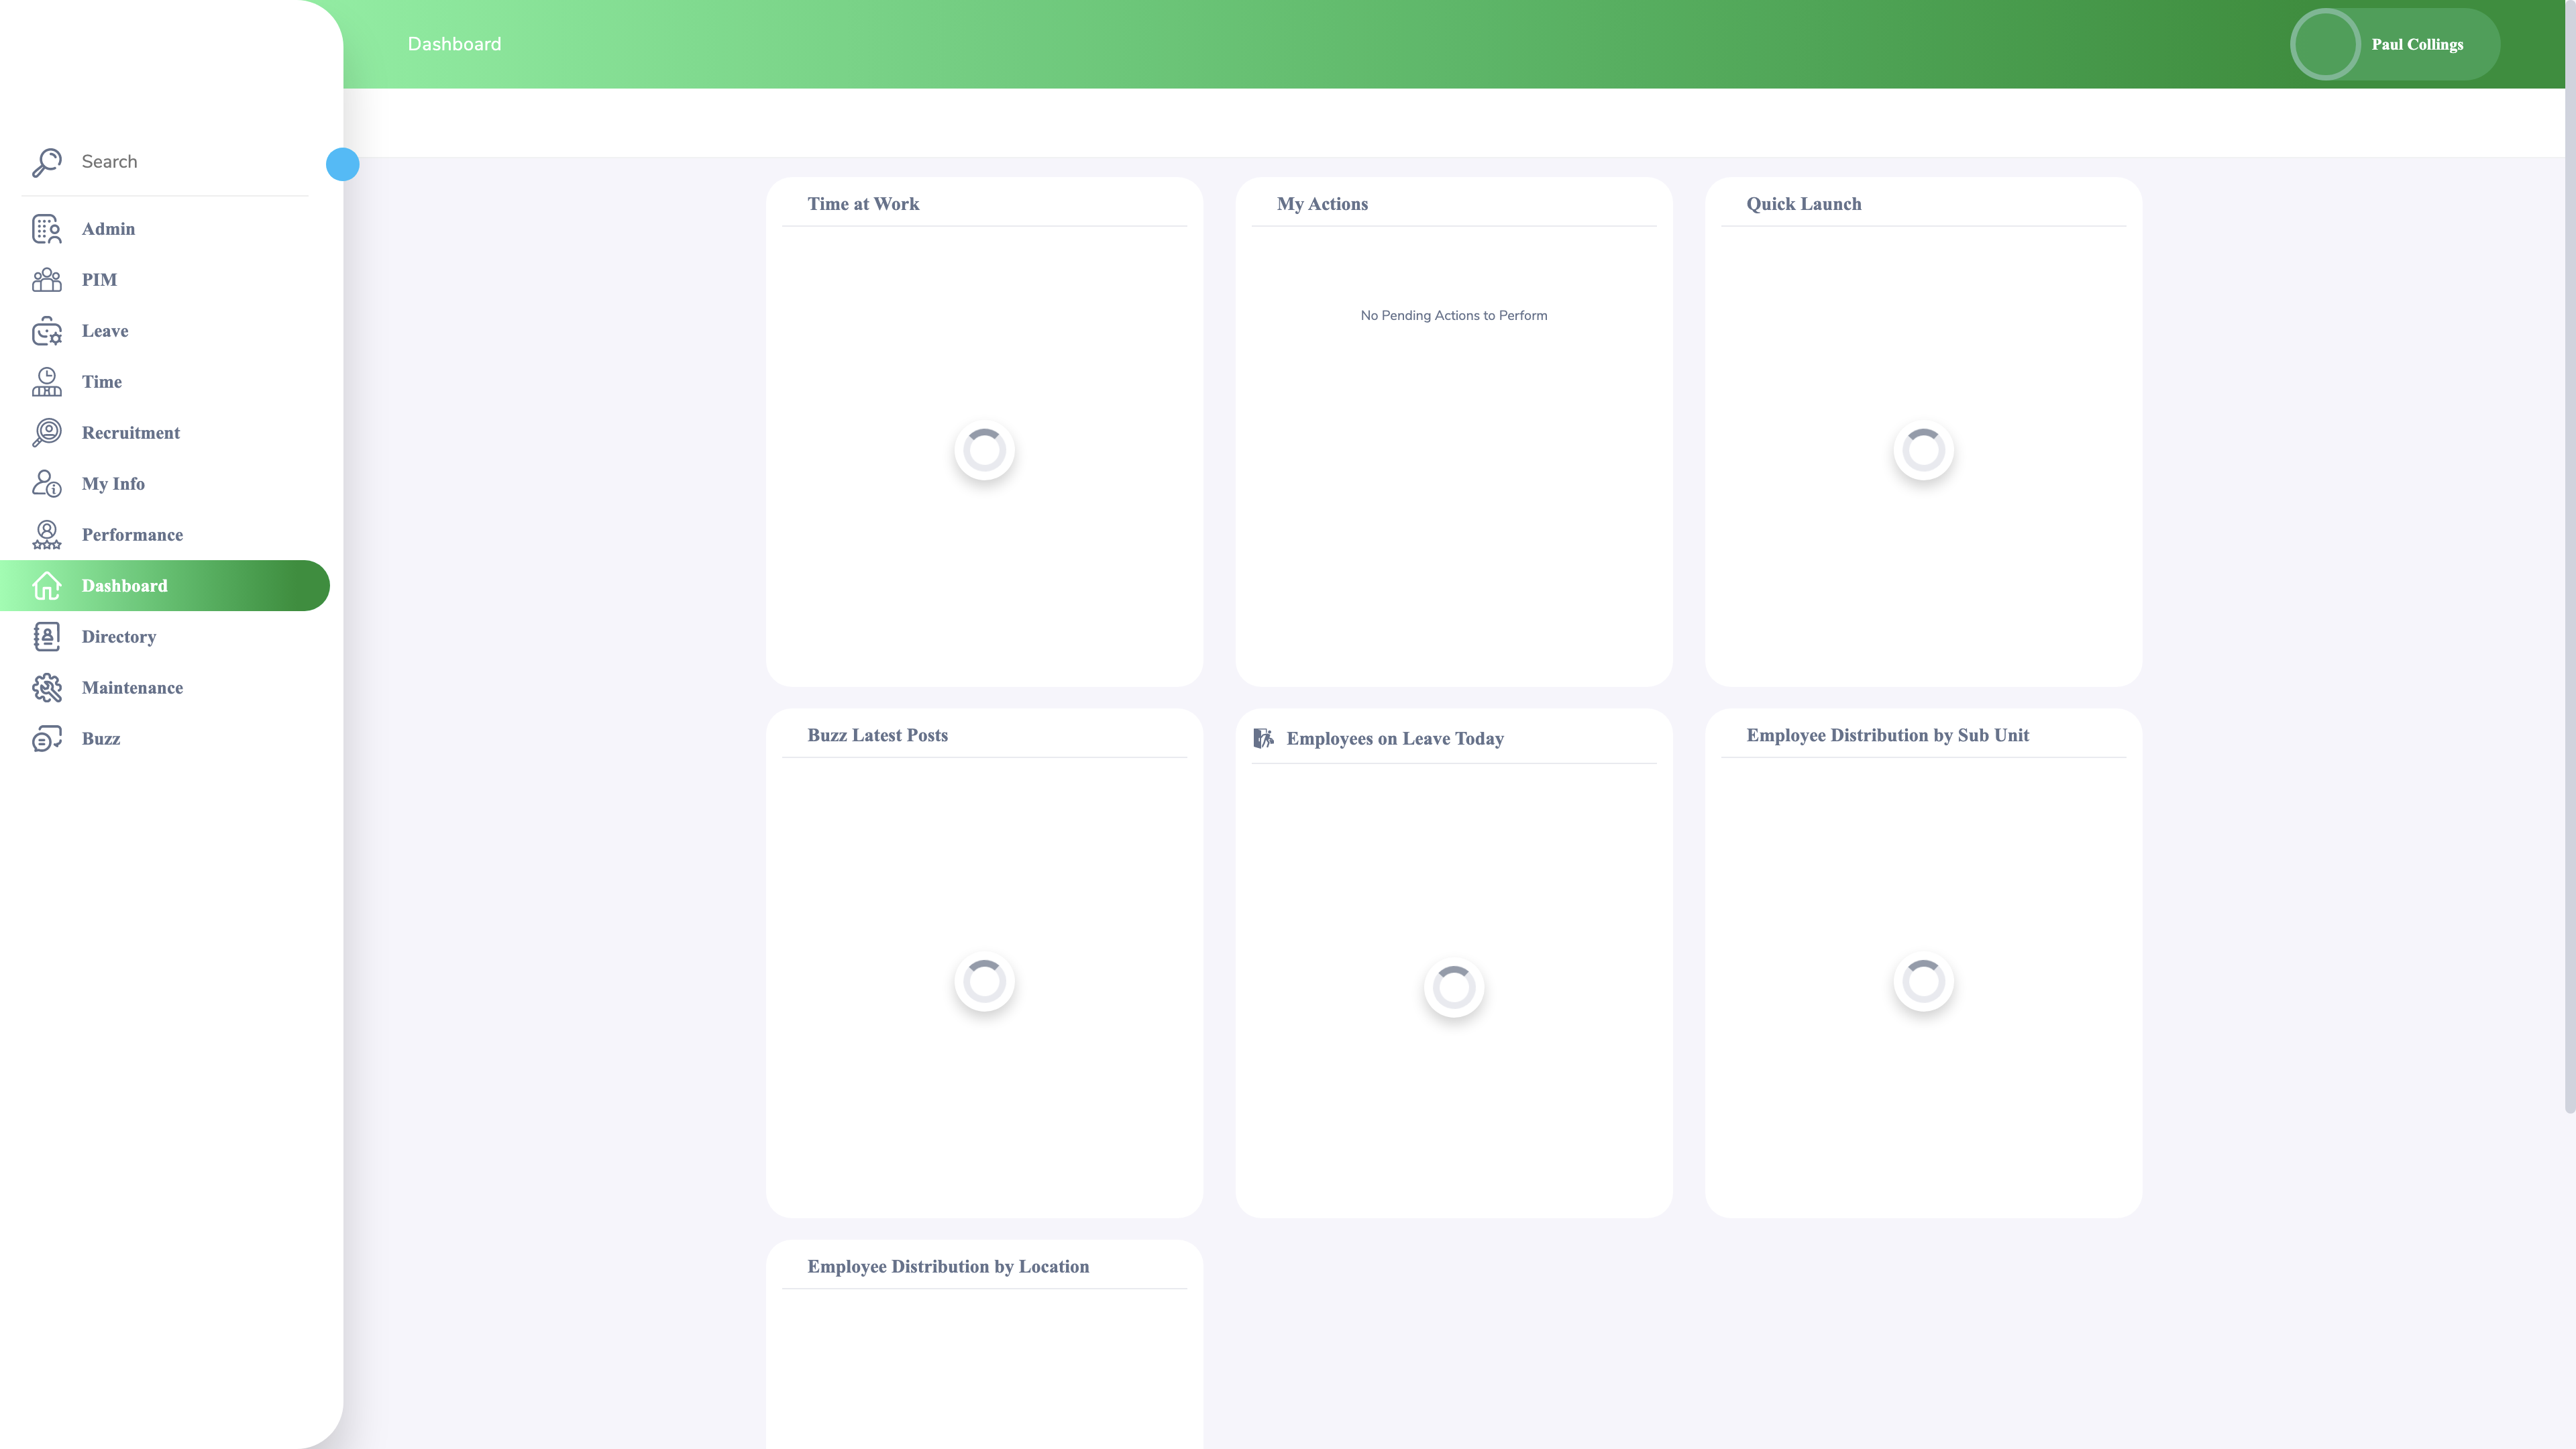 Dashboard
Paul Collings
Search
Admin
PIM
Leave
Time
Recruitment
My Info
Performance
Dashboard
Directory
Maintenance
Buzz
Time at Work
My Actions
No Pending Actions to Perform
Quick Launch
Buzz Latest Posts
Employees on Leave Today
Employee Distribution by Sub Unit
Employee Distribution by Location